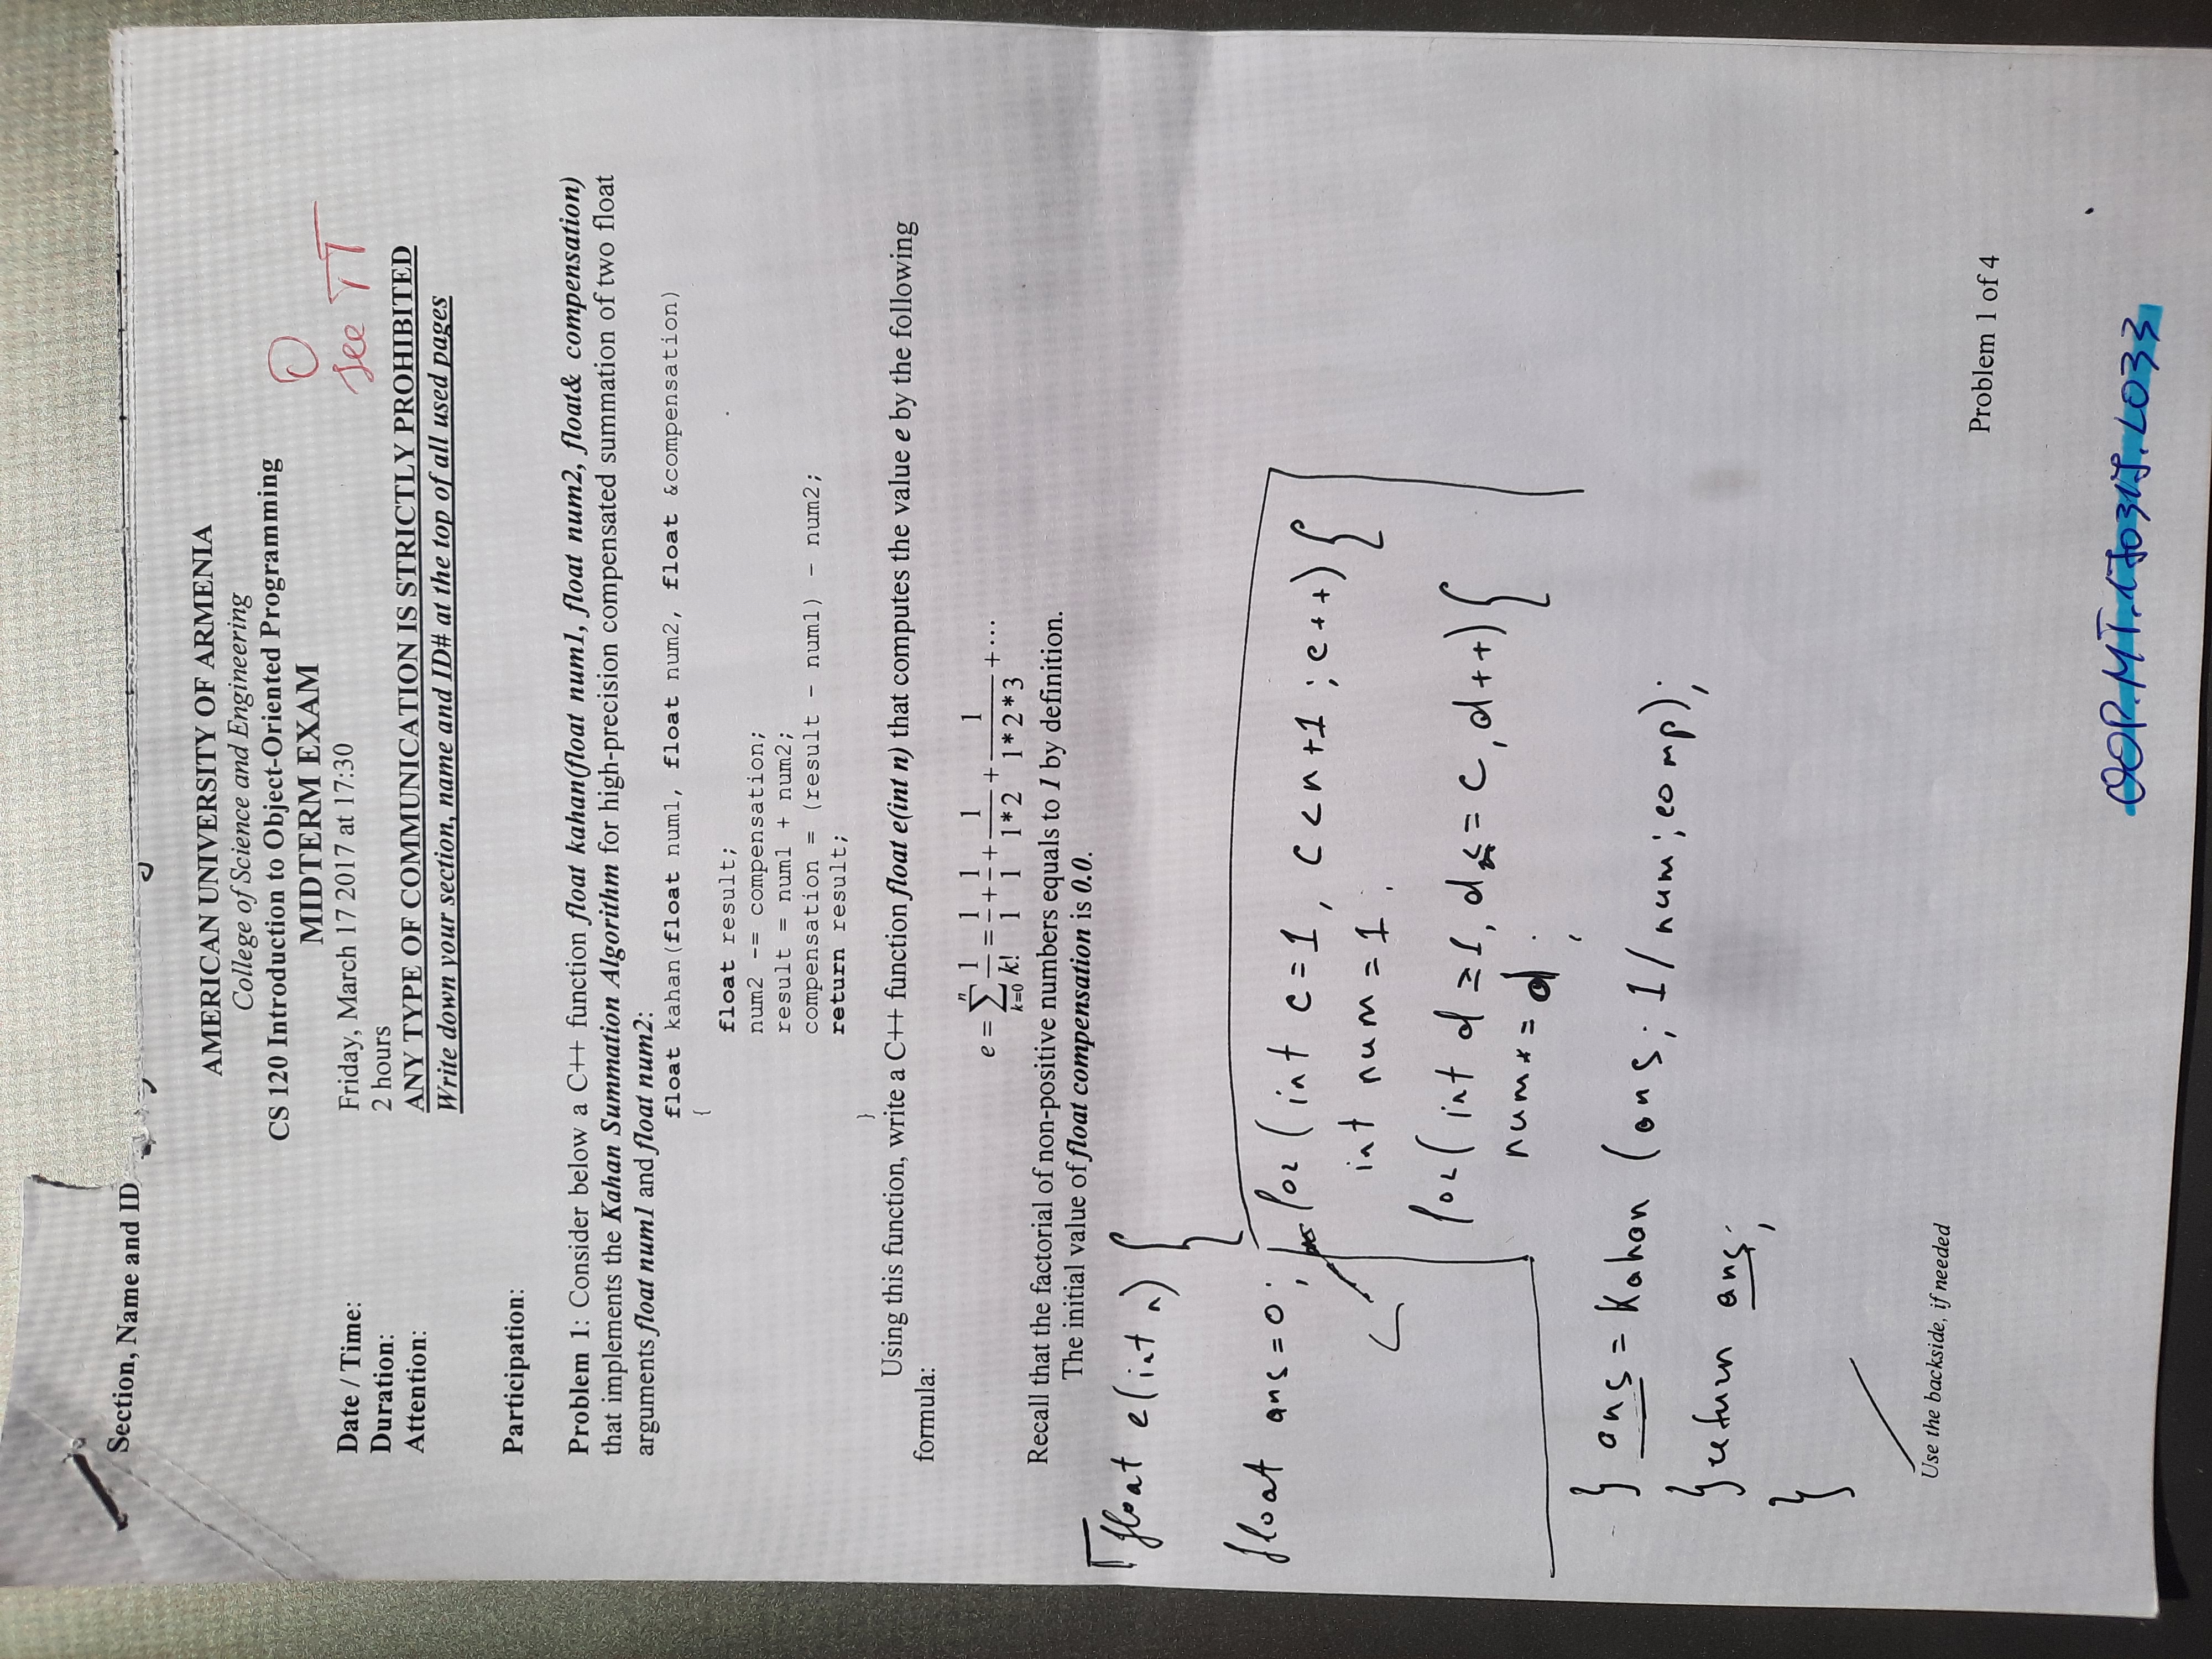 Section, Name and ID
AMERICAN UNIVERSITY OF ARMENIA
College of Science and Engineering
CS 120 Introduction to Object-Oriented Programming
MIDTERM EXAM
O
see TT
Date / Time: Friday, March 17 2017 at 17:30
Duration: 2 hours
Attention: ANY TYPE OF COMMUNICATION IS STRICTLY PROHIBITED
Write down your section, name and ID# at the top of all used pages
Participation:
Problem 1: Consider below a C++ function float kahan(float num1, float num2, float& compensation)
that implements the Kahan Summation Algorithm for high-precision compensated summation of two float
arguments float num1 and float num2:
float kahan(float num1, float num2, float &compensation)
{
float result;
num2 -= compensation;
result = num1 + num2;
compensation = (result - num1) - num2;
return result;
}
Using this function, write a C++ function float e(int n) that computes the value e by the following
formula:
e = ∑ₖ₌₀ⁿ 1/k! = 1/1 + 1/1 + 1/1*2 + 1/1*2*3 + ···
Recall that the factorial of non-positive numbers equals to 1 by definition.
The initial value of float compensation is 0.0.
float e(int n) {
float ans = 0;
for (int c = 1, c < n+1 ; c++) {
int num = 1;
for (int d = 1, d <= c, d++) {
num *= d;
} ans = Kahan (ans; 1/num; comp);
} return ans;
}
Use the backside, if needed
Problem 1 of 4
OOP.MT.170317.L033